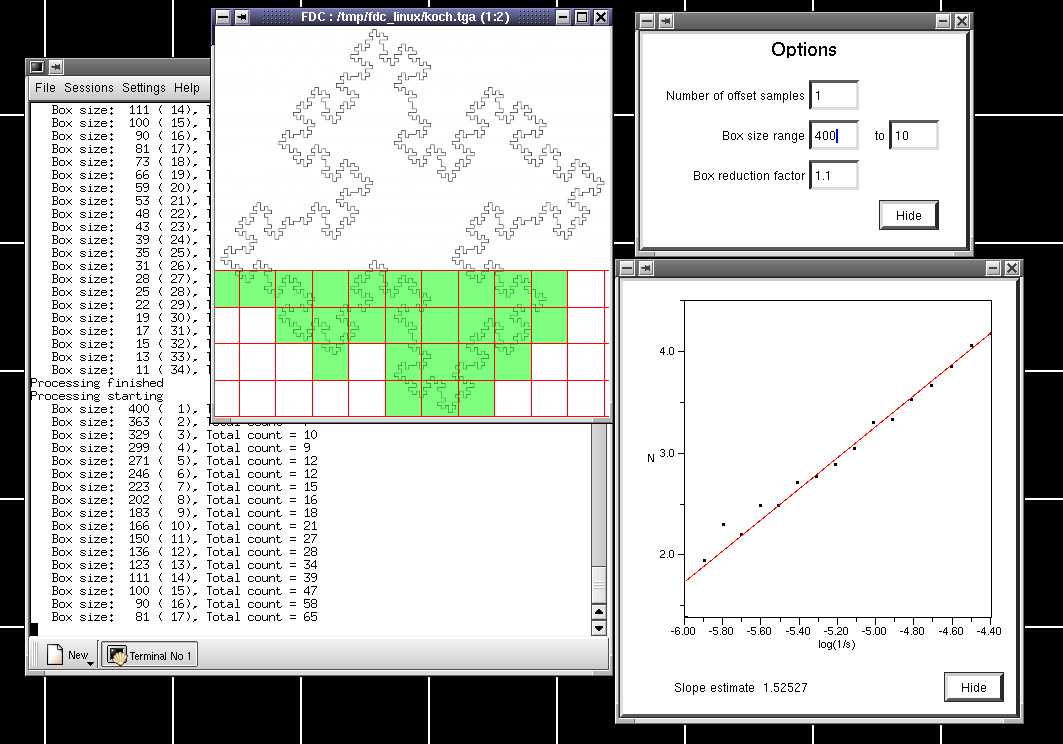 FDC : /tmp/fdc_linux/koch.tga (1:2)
File Sessions Settings Help
Box size: 111 ( 14), T
Box size: 100 ( 15), T
Box size: 90 ( 16), T
Box size: 81 ( 17), T
Box size: 73 ( 18), T
Box size: 66 ( 19), T
Box size: 59 ( 20), T
Box size: 53 ( 21), T
Box size: 48 ( 22), T
Box size: 43 ( 23), T
Box size: 39 ( 24), T
Box size: 35 ( 25), T
Box size: 31 ( 26), T
Box size: 28 ( 27), T
Box size: 25 ( 28), T
Box size: 22 ( 29), T
Box size: 19 ( 30), T
Box size: 17 ( 31), T
Box size: 15 ( 32), T
Box size: 13 ( 33), T
Box size: 11 ( 34), T
Processing finished
Processing starting
Box size: 400 ( 1), T
Box size: 363 ( 2), Total count =
Box size: 329 ( 3), Total count = 10
Box size: 299 ( 4), Total count = 9
Box size: 271 ( 5), Total count = 12
Box size: 246 ( 6), Total count = 12
Box size: 223 ( 7), Total count = 15
Box size: 202 ( 8), Total count = 16
Box size: 183 ( 9), Total count = 18
Box size: 166 ( 10), Total count = 21
Box size: 150 ( 11), Total count = 27
Box size: 136 ( 12), Total count = 28
Box size: 123 ( 13), Total count = 34
Box size: 111 ( 14), Total count = 39
Box size: 100 ( 15), Total count = 47
Box size: 90 ( 16), Total count = 58
Box size: 81 ( 17), Total count = 65
New
Terminal No 1
Options
Number of offset samples 1
Box size range 400 to 10
Box reduction factor 1.1
Hide
4.0
N 3.0
2.0
-6.00 -5.80 -5.60 -5.40 -5.20 -5.00 -4.80 -4.60 -4.40
log(1/s)
Slope estimate 1.52527
Hide